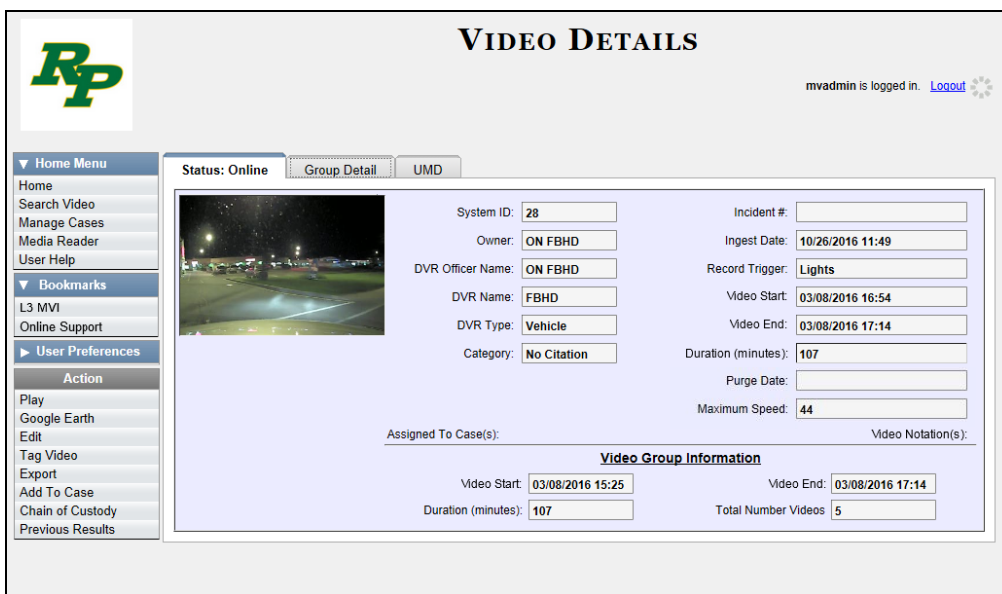 RP
VIDEO DETAILS
mvadmin is logged in. Logout
▼ Home Menu
Home
Search Video
Manage Cases
Media Reader
User Help
▼ Bookmarks
L3 MVI
Online Support
▶ User Preferences
Action
Play
Google Earth
Edit
Tag Video
Export
Add To Case
Chain of Custody
Previous Results
Status: Online Group Detail UMD
System ID: 28 Incident #:
Owner: ON FBHD Ingest Date: 10/26/2016 11:49
DVR Officer Name: ON FBHD Record Trigger: Lights
DVR Name: FBHD Video Start: 03/08/2016 16:54
DVR Type: Vehicle Video End: 03/08/2016 17:14
Category: No Citation Duration (minutes): 107
Purge Date:
Maximum Speed: 44
Assigned To Case(s): Video Notation(s):
Video Group Information
Video Start: 03/08/2016 15:25 Video End: 03/08/2016 17:14
Duration (minutes): 107 Total Number Videos 5